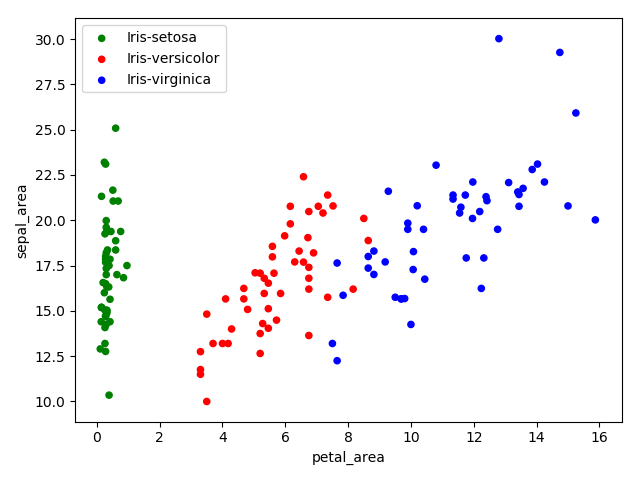 Iris-setosa
Iris-versicolor
Iris-virginica
30.0
27.5
25.0
22.5
20.0
17.5
15.0
12.5
10.0
sepal_area
0 2 4 6 8 10 12 14 16
petal_area